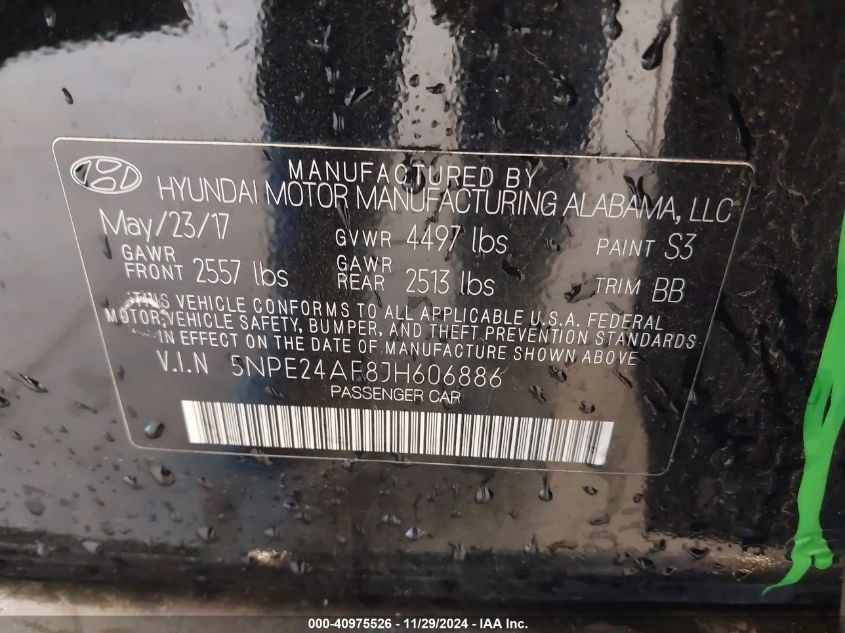 MANUFACTURED BY
HYUNDAI MOTOR MANUFACTURING ALABAMA, LLC
May/23/17 GVWR 4497 lbs PAINT S3
GAWR FRONT 2557 lbs GAWR REAR 2513 lbs TRIM BB
THIS VEHICLE CONFORMS TO ALL APPLICABLE U.S.A. FEDERAL
MOTOR VEHICLE SAFETY, BUMPER, AND THEFT PREVENTION STANDARDS
IN EFFECT ON THE DATE OF MANUFACTURE SHOWN ABOVE
V.I.N 5NPE24AF8JH606886
PASSENGER CAR
000-40975526 - 11/29/2024 - IAA Inc.